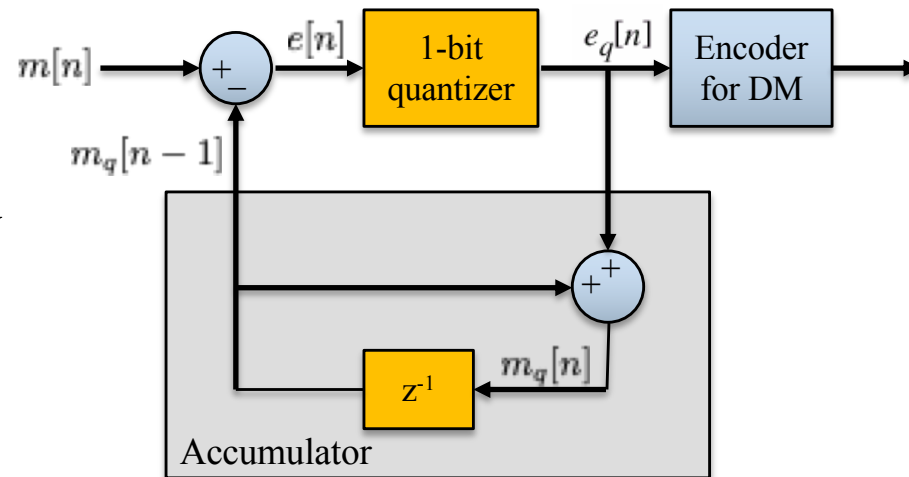 m[n]
+
−
e[n]
1-bit
quantizer
e_q[n]
Encoder
for DM
m_q[n − 1]
+
+
m_q[n]
z⁻¹
Accumulator